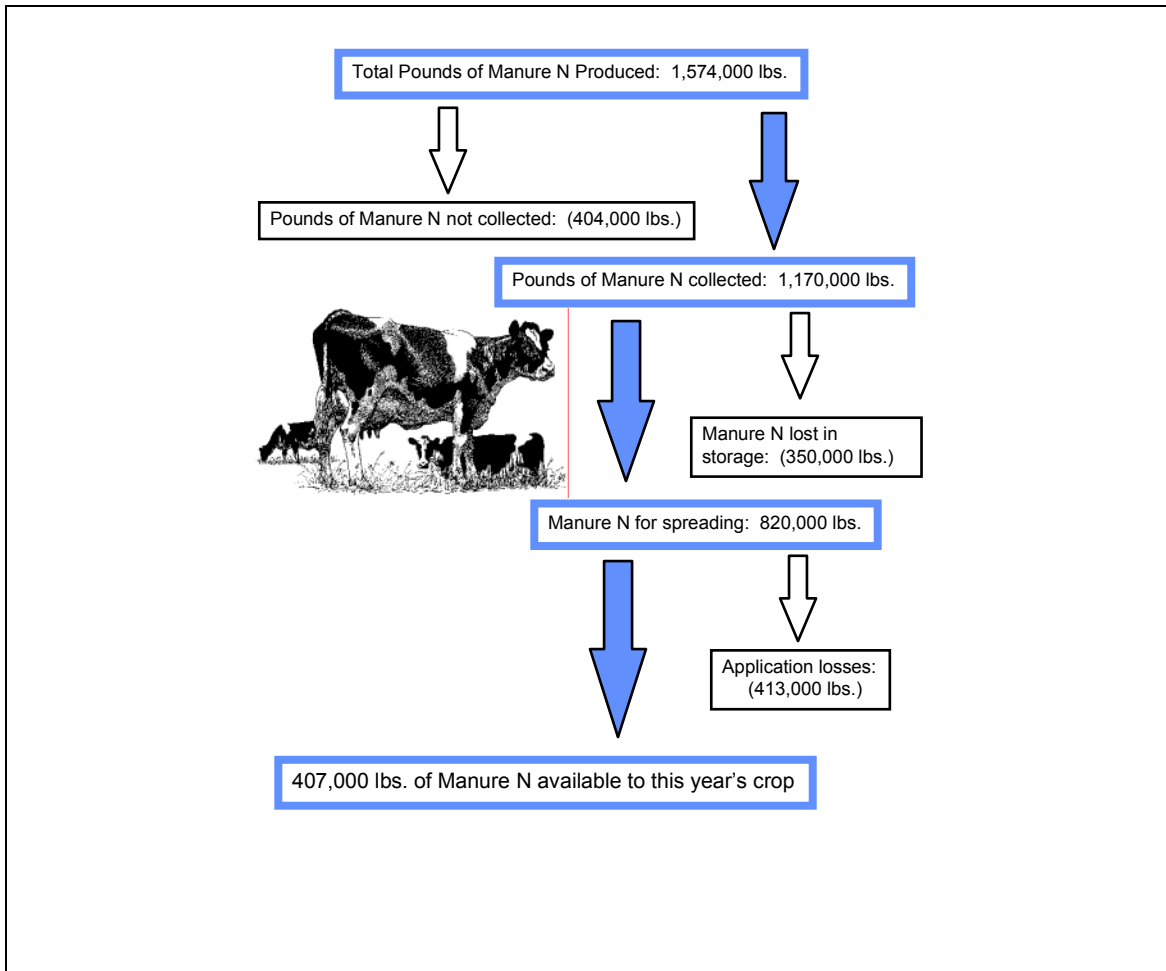 Total Pounds of Manure N Produced:  1,574,000 lbs.
Pounds of Manure N not collected:  (404,000 lbs.)
Pounds of Manure N collected:  1,170,000 lbs.
Manure N lost in
storage:  (350,000 lbs.)
Manure N for spreading:  820,000 lbs.
Application losses:
(413,000 lbs.)
407,000 lbs. of Manure N available to this year’s crop